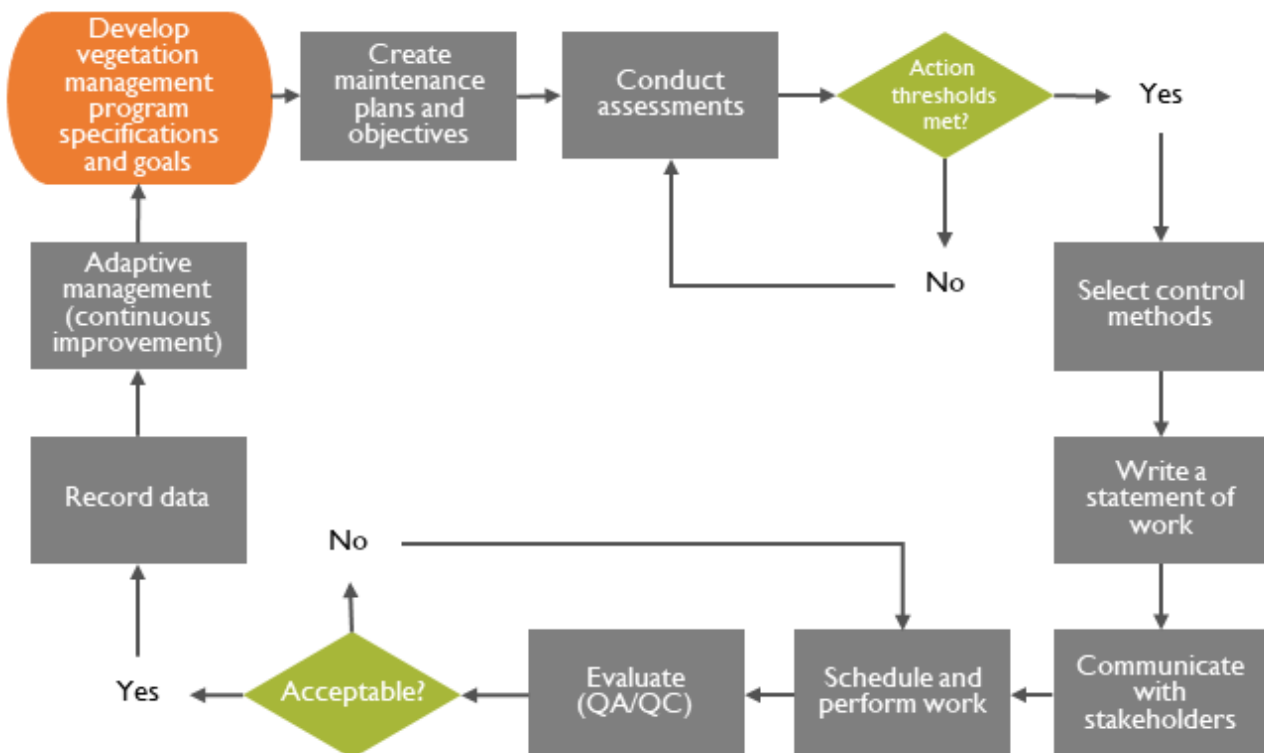 Develop
vegetation
management
program
specifications
and goals
Create
maintenance
plans and
objectives
Conduct
assessments
Action
thresholds
met?
Yes
No
Select control
methods
Write a
statement of
work
Communicate
with
stakeholders
Schedule and
perform work
Evaluate
(QA/QC)
Acceptable?
No
Yes
Record data
Adaptive
management
(continuous
improvement)